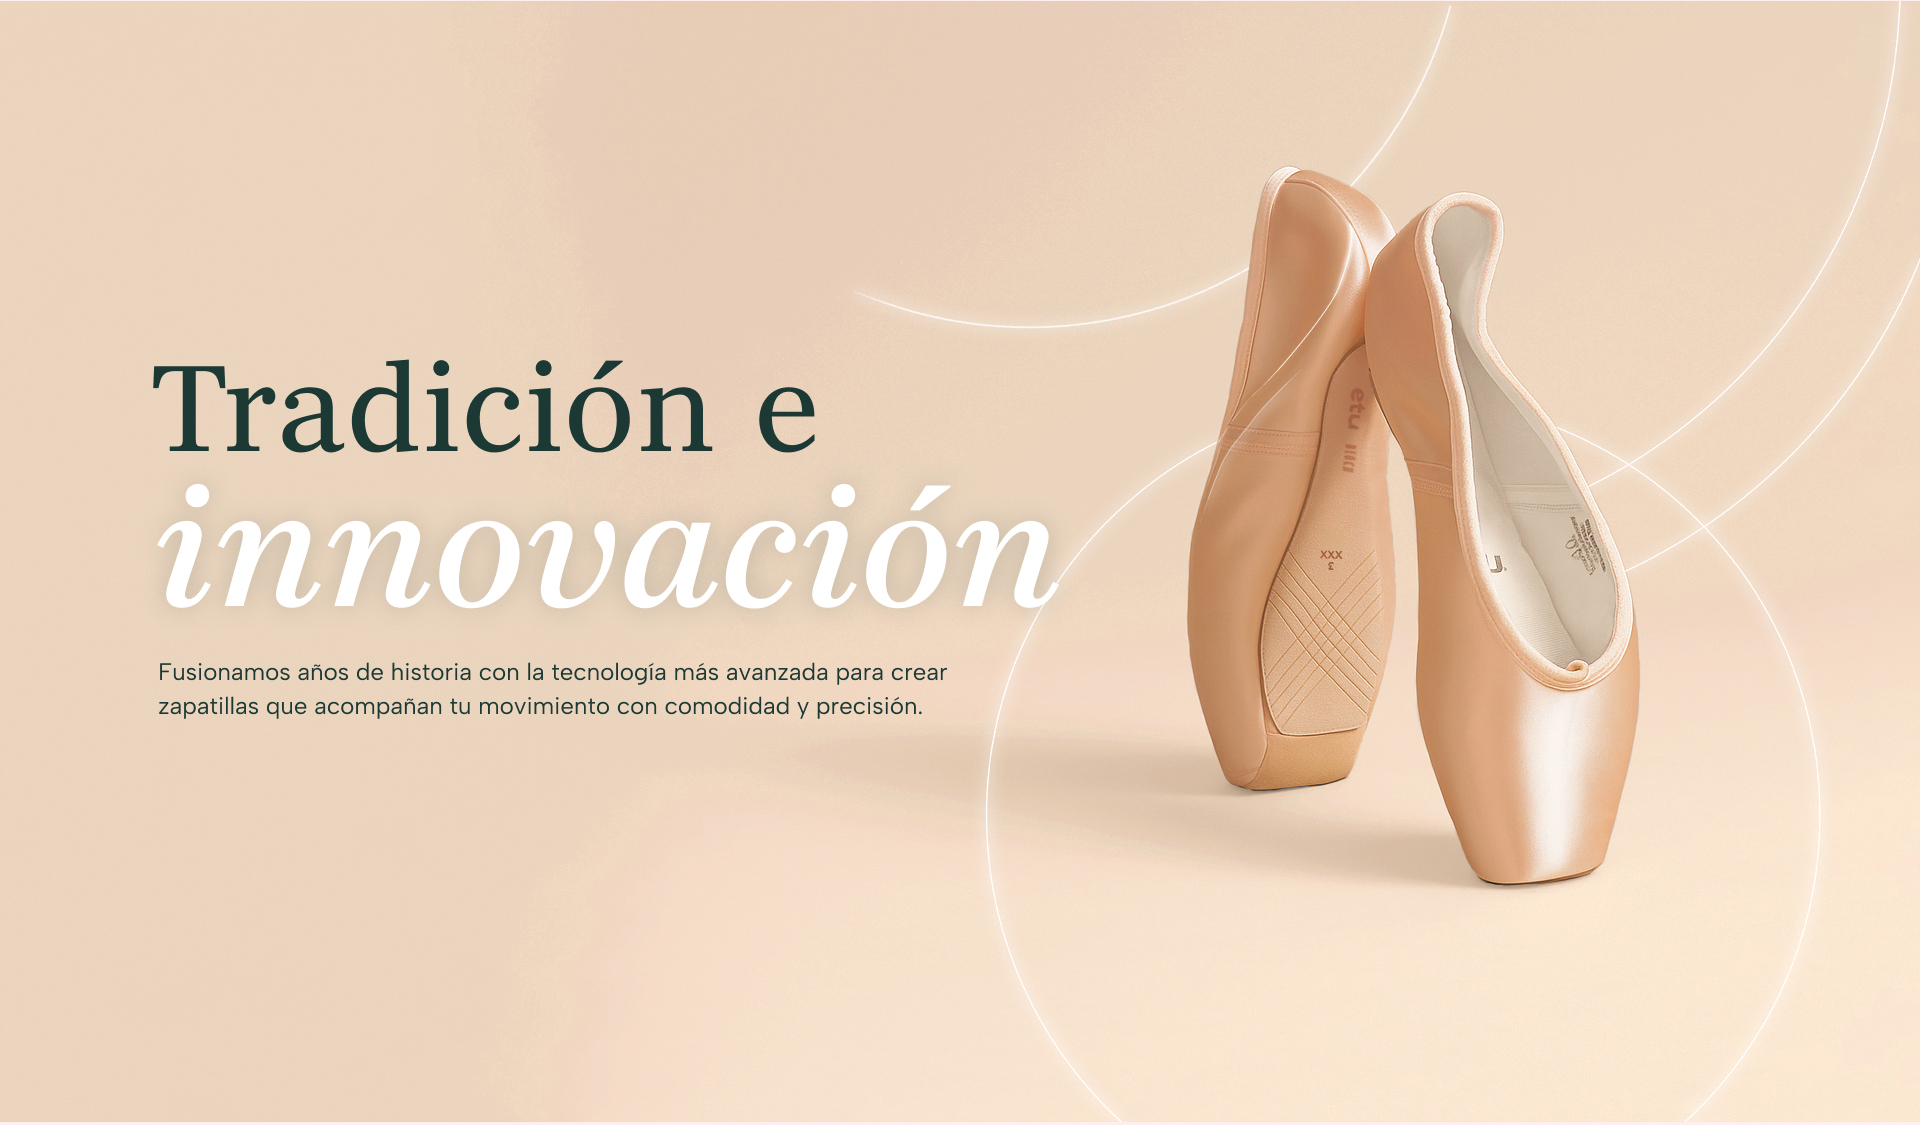 Tradición e
innovación
Fusionamos años de historia con la tecnología más avanzada para crear
zapatillas que acompañan tu movimiento con comodidad y precisión.
XXX
3